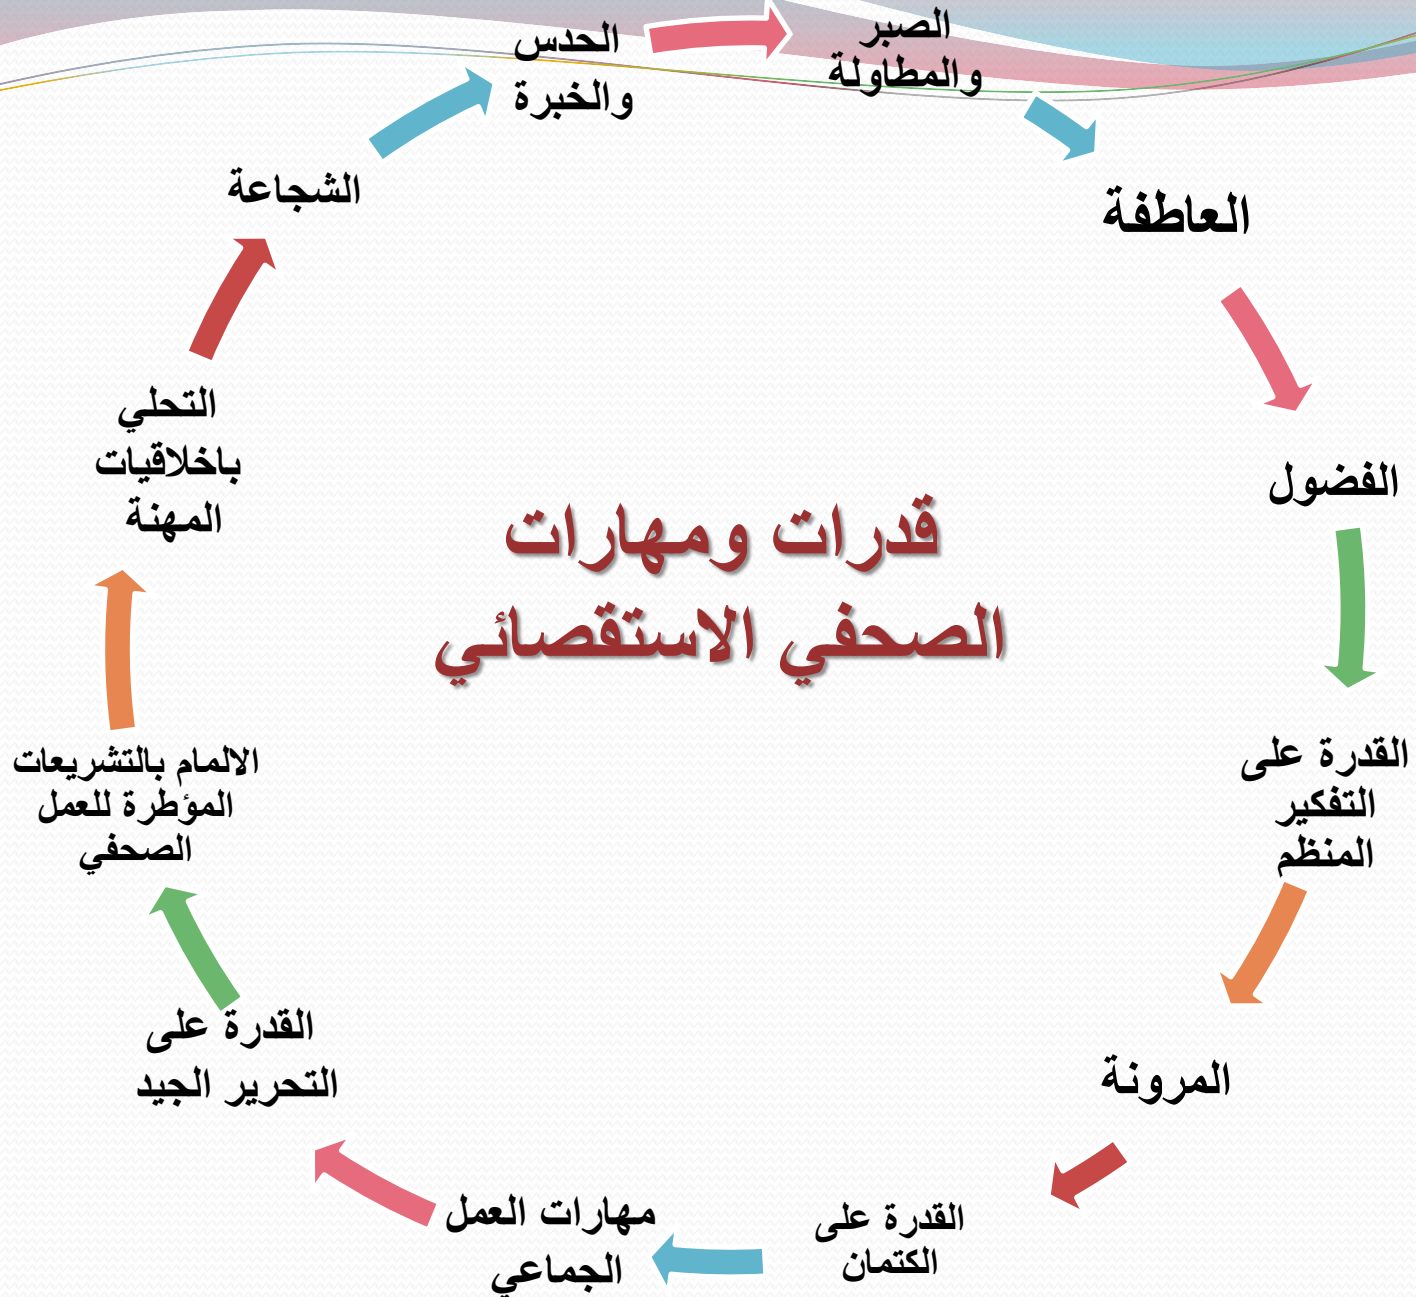 قدرات ومهارات
الصحفي الاستقصائي
الصبر
والمطاولة
العاطفة
الفضول
القدرة على
التفكير
المنظم
المرونة
القدرة على
الكتمان
مهارات العمل
الجماعي
القدرة على
التحرير الجيد
الالمام بالتشريعات
المؤطرة للعمل
الصحفي
التحلي
باخلاقيات
المهنة
الشجاعة
الحدس
والخبرة